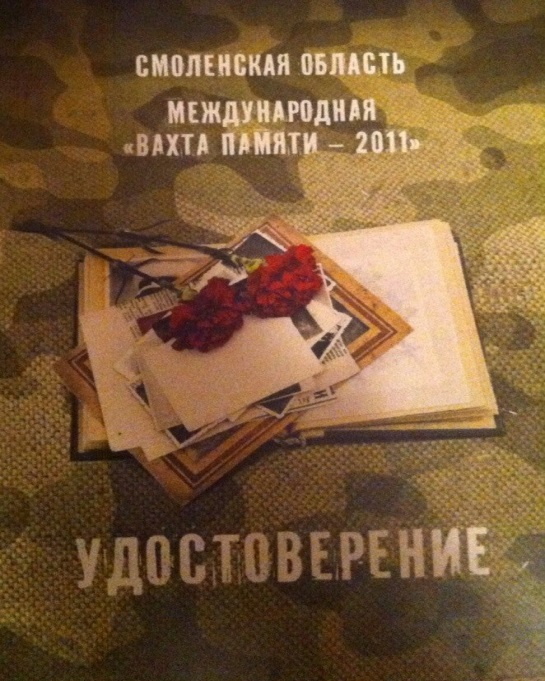 СМОЛЕНСКАЯ ОБЛАСТЬ
МЕЖДУНАРОДНАЯ
«ВАХТА ПАМЯТИ – 2011»
УДОСТОВЕРЕНИЕ